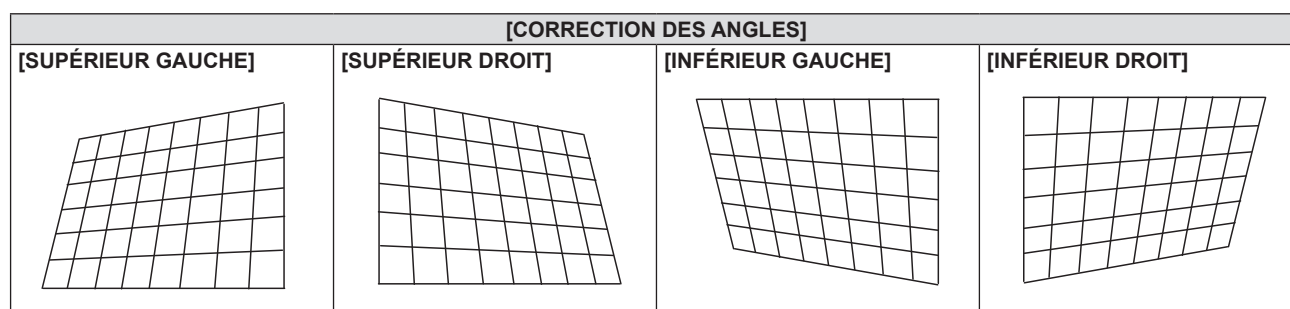 [CORRECTION DES ANGLES]
[SUPÉRIEUR GAUCHE]
[SUPÉRIEUR DROIT]
[INFÉRIEUR GAUCHE]
[INFÉRIEUR DROIT]